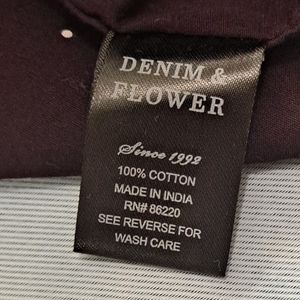 DENIM &
FLOWER
Since 1992
100% COTTON
MADE IN INDIA
RN# 86220
SEE REVERSE FOR
WASH CARE